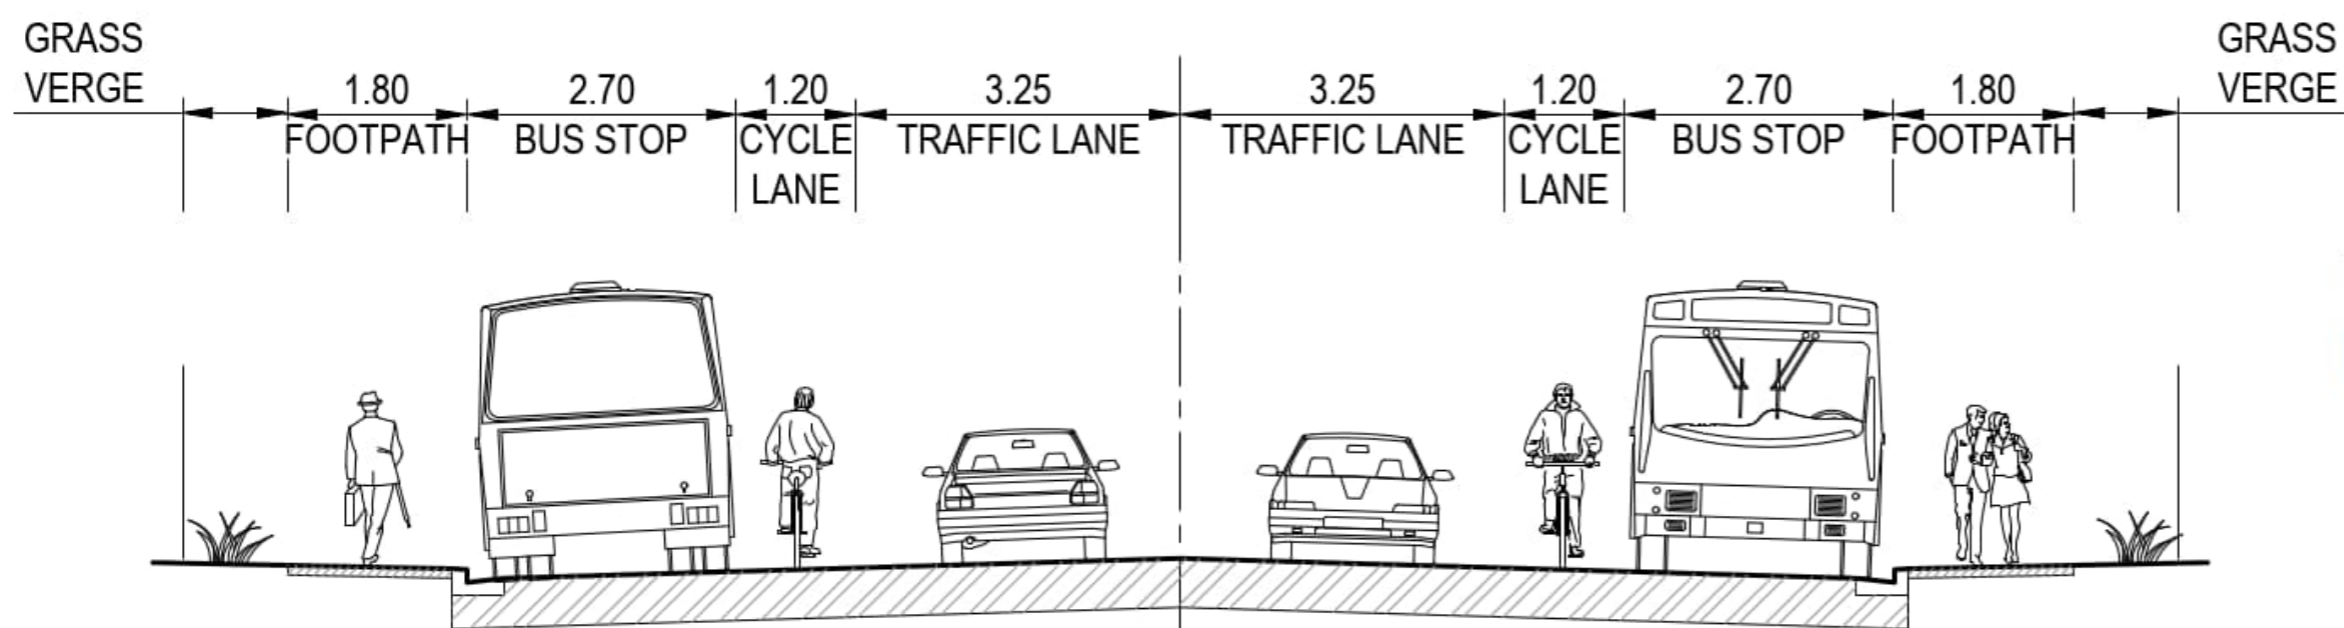 GRASS
VERGE
1.80
FOOTPATH
2.70
BUS STOP
1.20
CYCLE
LANE
3.25
TRAFFIC LANE
3.25
TRAFFIC LANE
1.20
CYCLE
LANE
2.70
BUS STOP
1.80
FOOTPATH
GRASS
VERGE